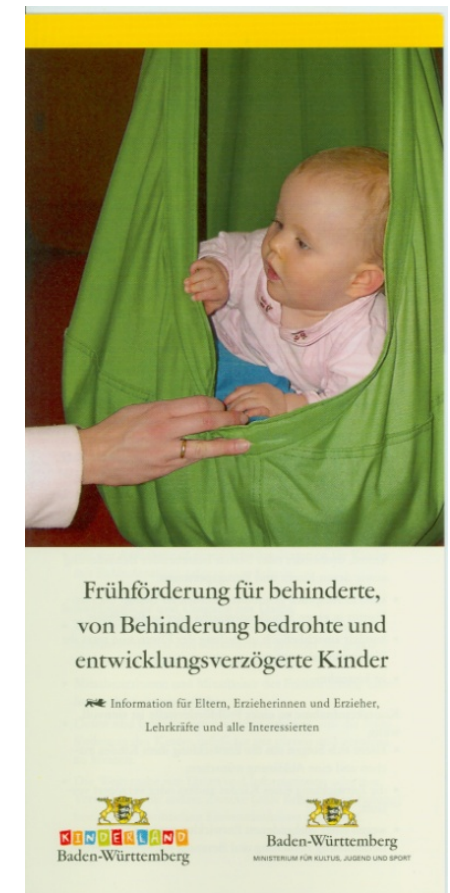 Frühförderung für behinderte,
von Behinderung bedrohte und
entwicklungsverzögerte Kinder
Information für Eltern, Erzieherinnen und Erzieher,
Lehrkräfte und alle Interessierten
KINDERLAND
Baden-Württemberg
Baden-Württemberg
MINISTERIUM FÜR KULTUS, JUGEND UND SPORT